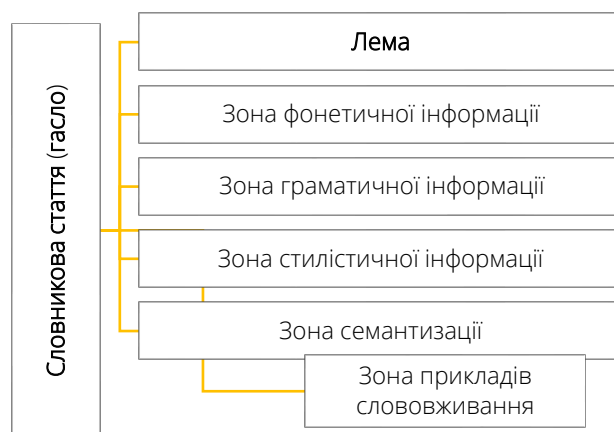 Словникова стаття (гасло)
Лема
Зона фонетичної інформації
Зона граматичної інформації
Зона стилістичної інформації
Зона семантизації
Зона прикладів
слововживання